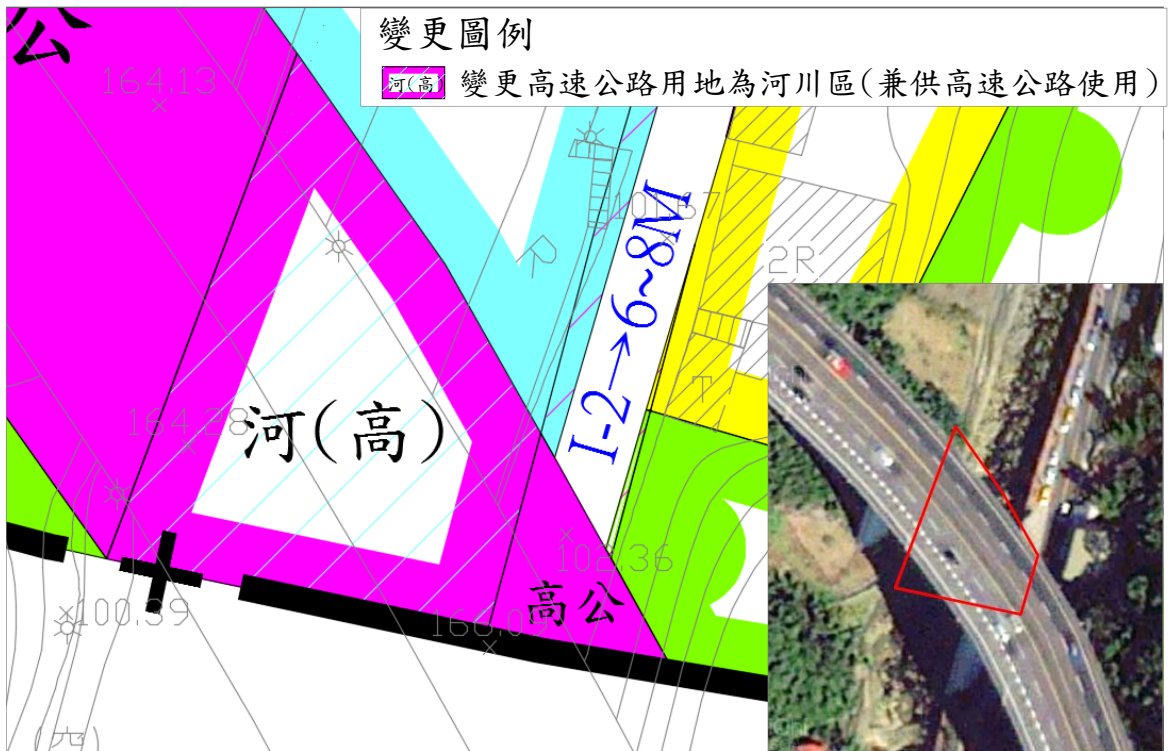 變更圖例
河(高) 變更高速公路用地為河川區(兼供高速公路使用)
公
164.13
I-2→6~8M
2R
河(高)
164.28
T
102.36
高公
100.39